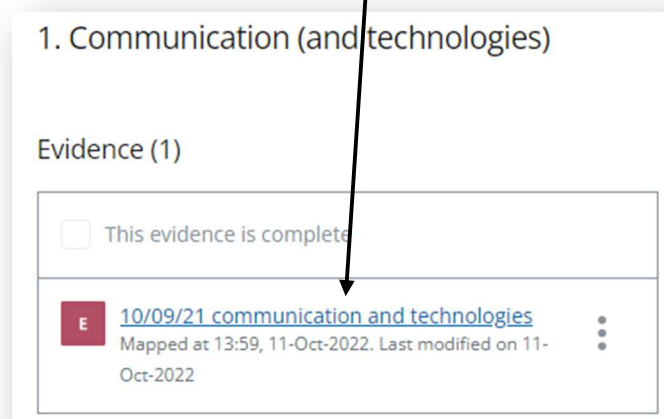 1. Communication (and technologies)
Evidence (1)
This evidence is complete
E
10/09/21 communication and technologies
Mapped at 13:59, 11-Oct-2022. Last modified on 11-
Oct-2022